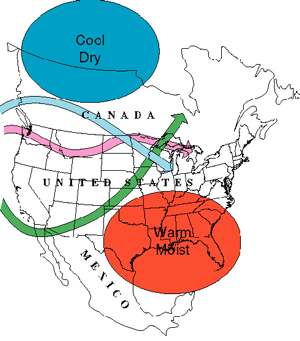 Cool
Dry
CANADA
UNITED STATES
Warm
Moist
MEXICO